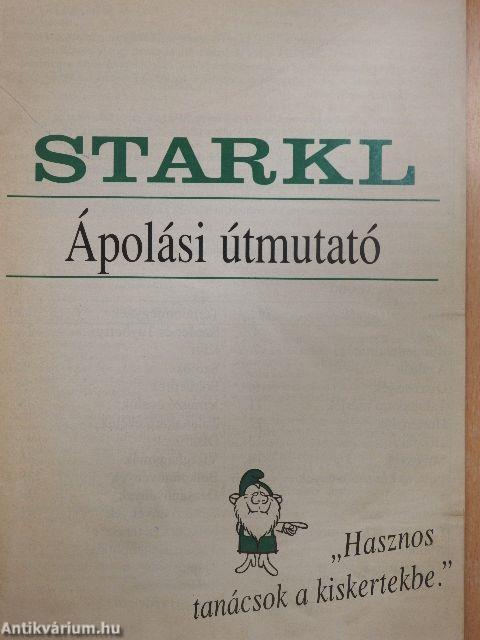 STARKL
Ápolási útmutató
„Hasznos
tanácsok a kiskertekbe.”
Antikvárium.hu